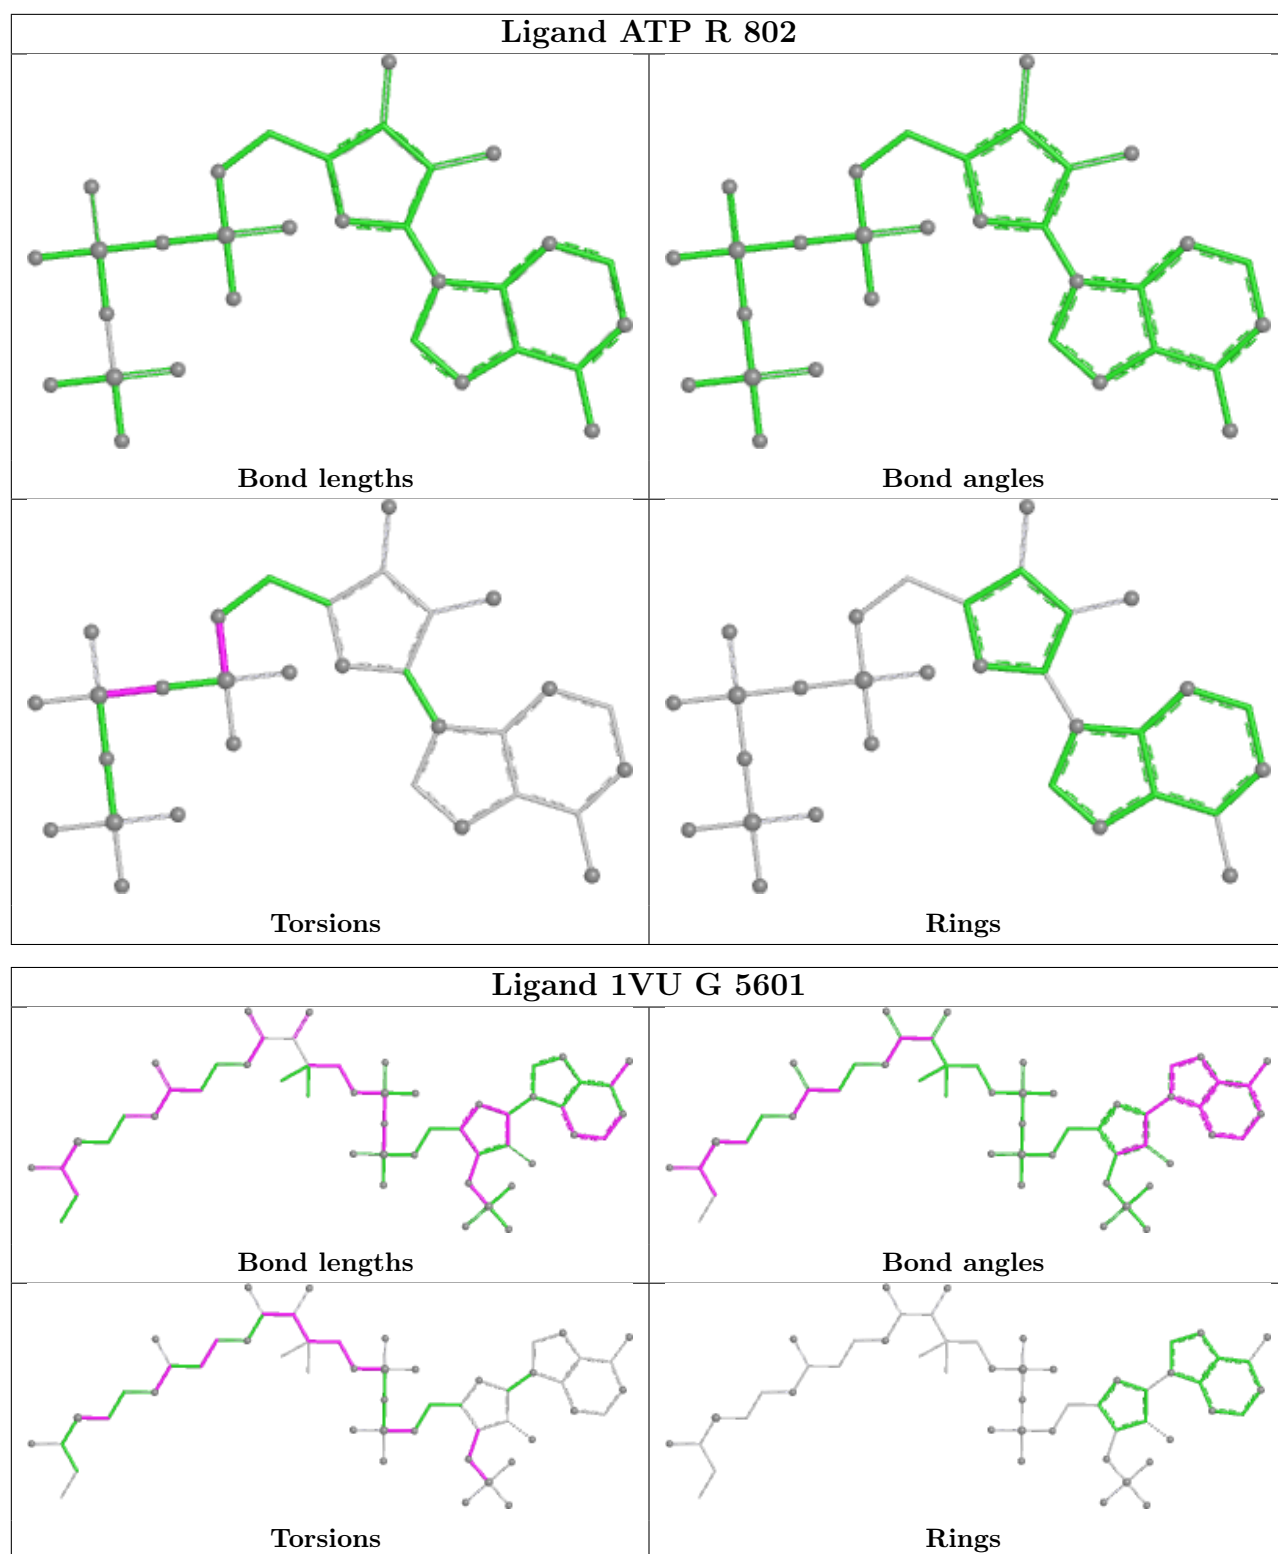 Ligand ATP R 802
Bond lengths
Bond angles
Torsions
Rings
Ligand 1VU G 5601
Bond lengths
Bond angles
Torsions
Rings